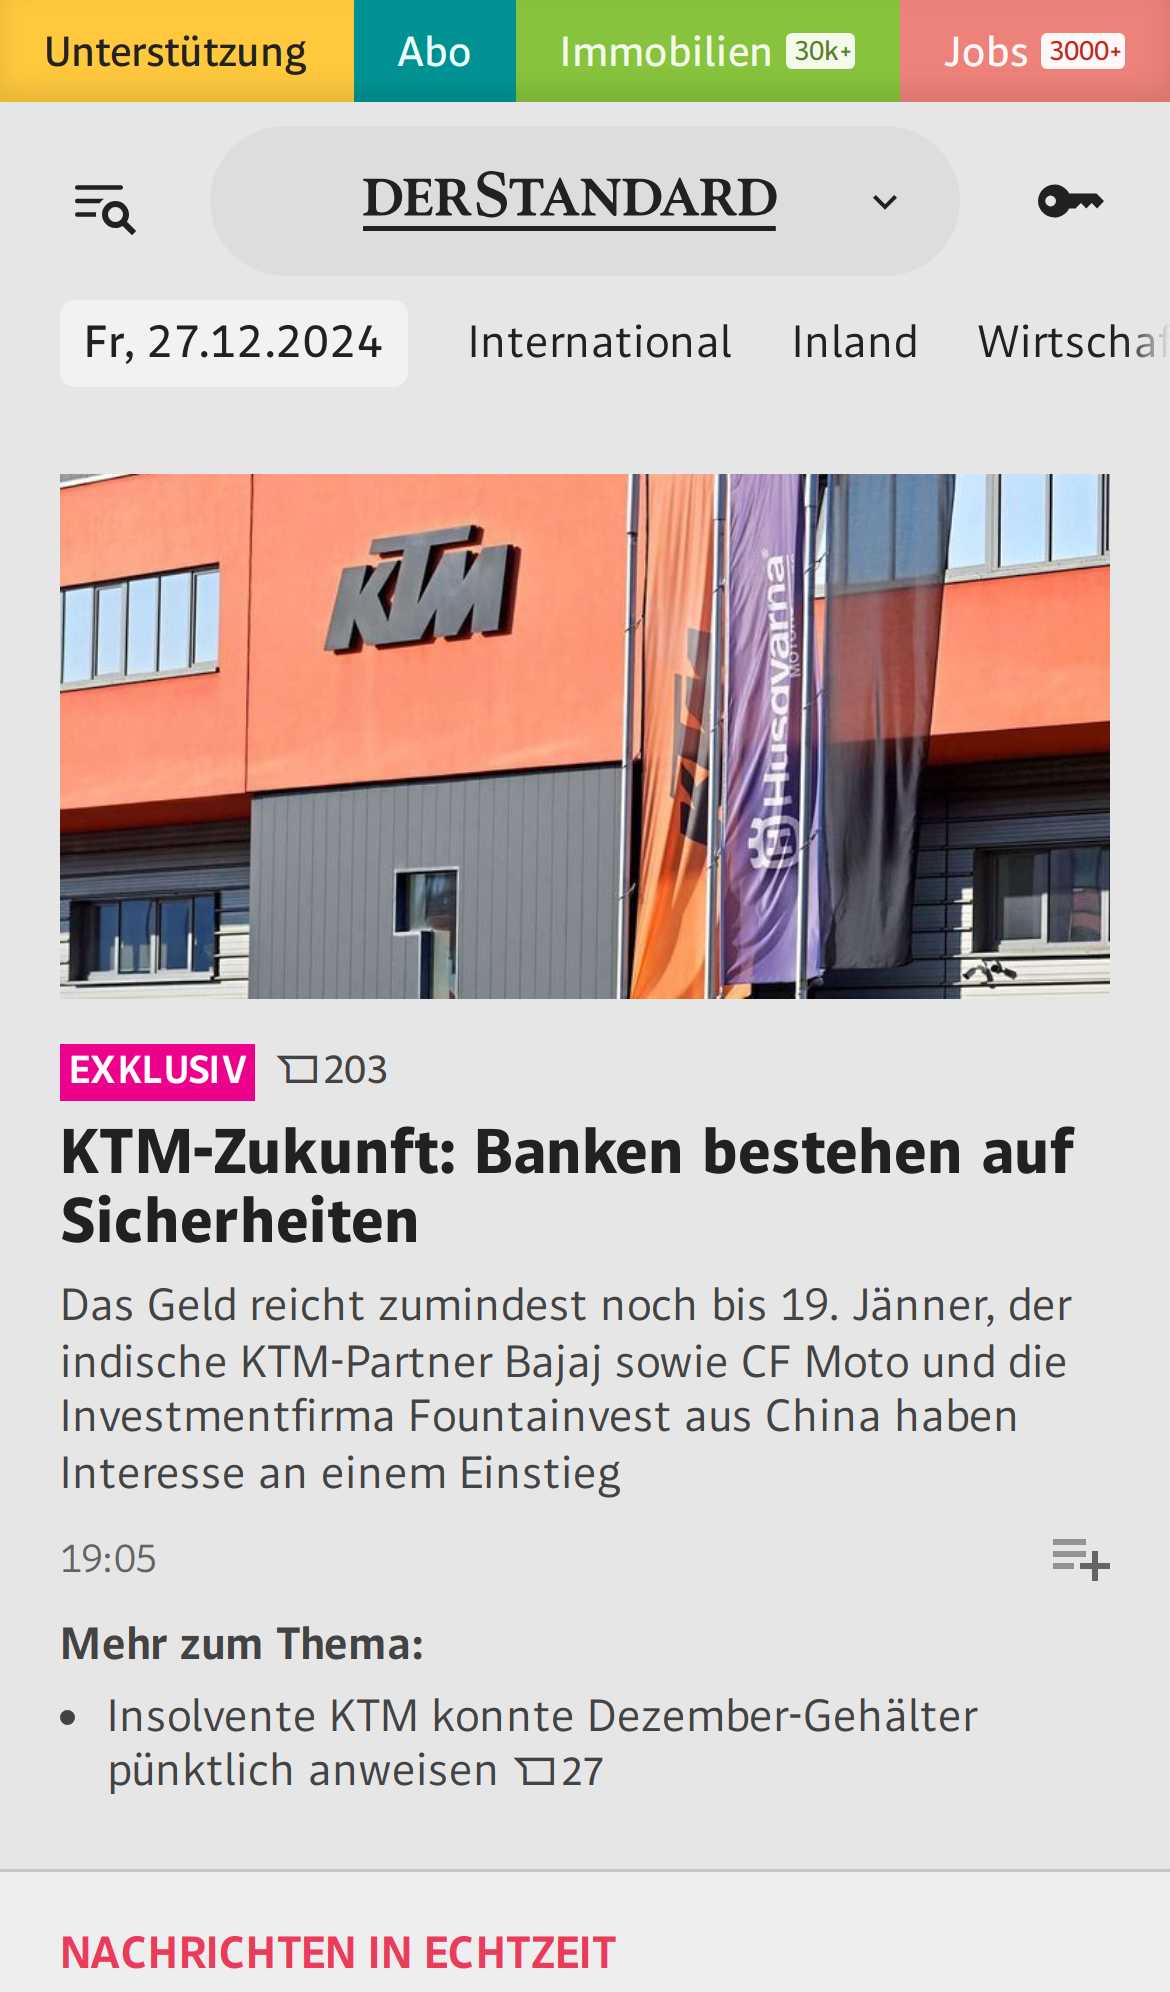 Unterstützung Abo Immobilien 30k+ Jobs 3000+
DERSTANDARD
Fr, 27.12.2024 International Inland Wirtschaf
KTM
KTM
Husqvarna
EXKLUSIV 203
KTM-Zukunft: Banken bestehen auf
Sicherheiten
Das Geld reicht zumindest noch bis 19. Jänner, der
indische KTM-Partner Bajaj sowie CF Moto und die
Investmentfirma Fountainvest aus China haben
Interesse an einem Einstieg
19:05
Mehr zum Thema:
• Insolvente KTM konnte Dezember-Gehälter
pünktlich anweisen 27
NACHRICHTEN IN ECHTZEIT